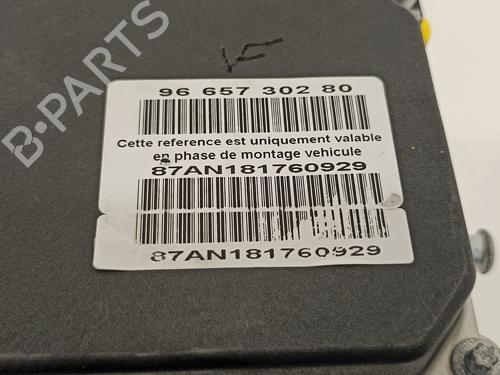 B-PARTS
96 657 302 80
Cette reference est uniquement valable
en phase de montage vehicule
87AN181760929
87AN181760929